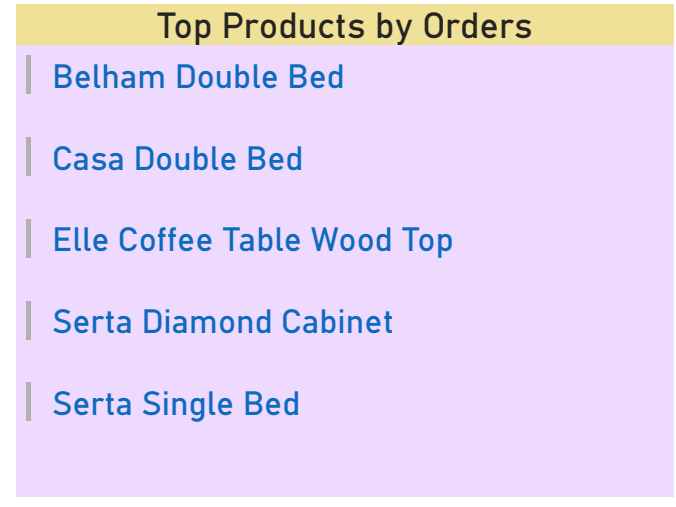 Top Products by Orders
Belham Double Bed
Casa Double Bed
Elle Coffee Table Wood Top
Serta Diamond Cabinet
Serta Single Bed